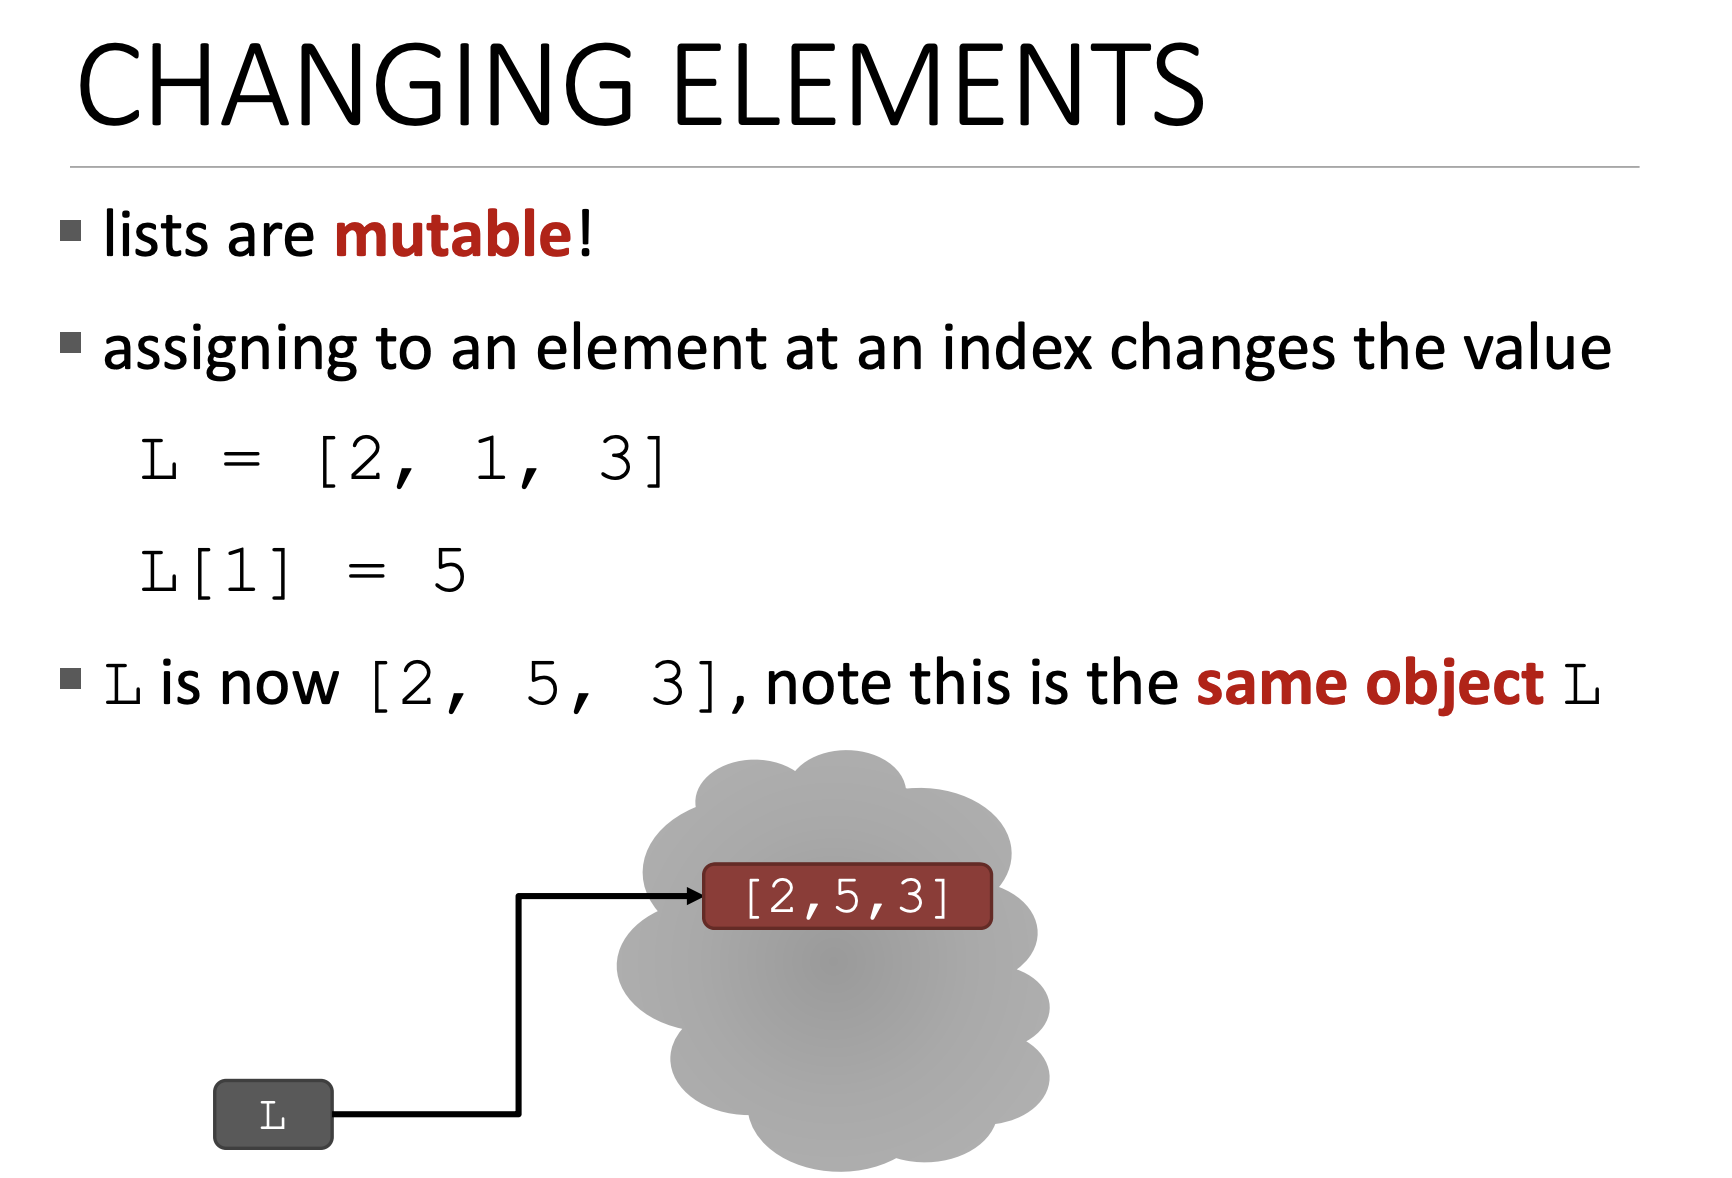 CHANGING ELEMENTS
▪ lists are mutable!
▪ assigning to an element at an index changes the value
L = [2, 1, 3]
L[1] = 5
▪ L is now [2, 5, 3], note this is the same object L
[2,5,3]
L